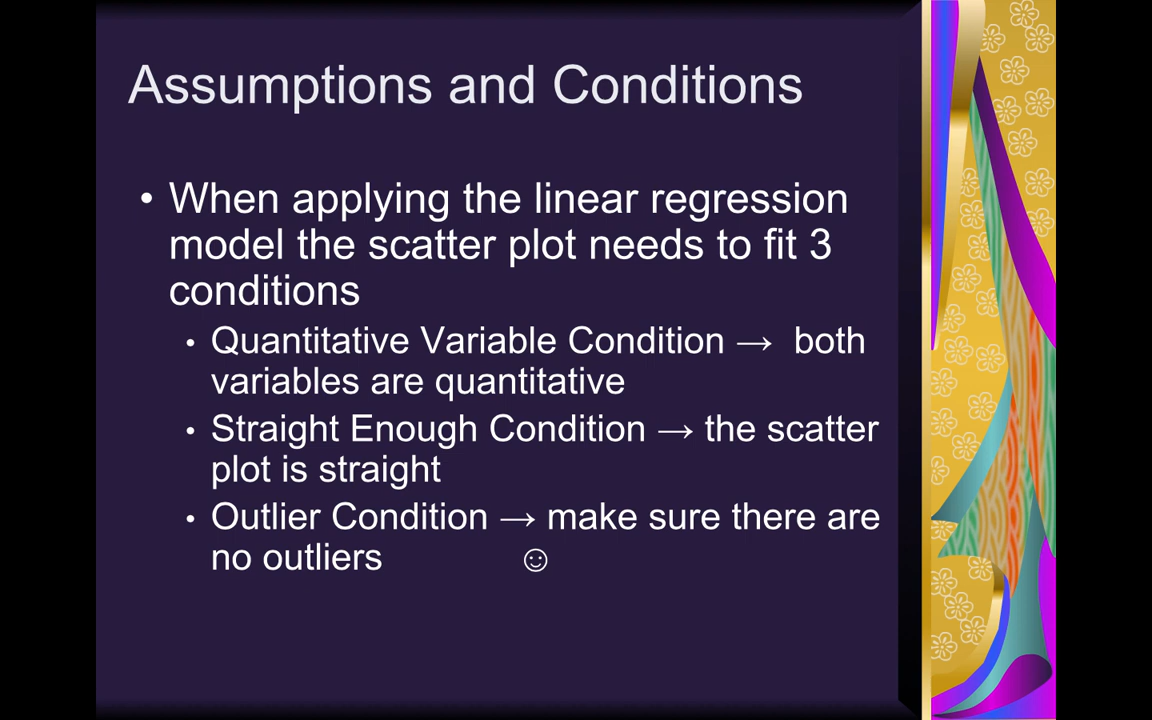 Assumptions and Conditions
• When applying the linear regression
model the scatter plot needs to fit 3
conditions
• Quantitative Variable Condition → both
variables are quantitative
• Straight Enough Condition → the scatter
plot is straight
• Outlier Condition → make sure there are
no outliers ☺